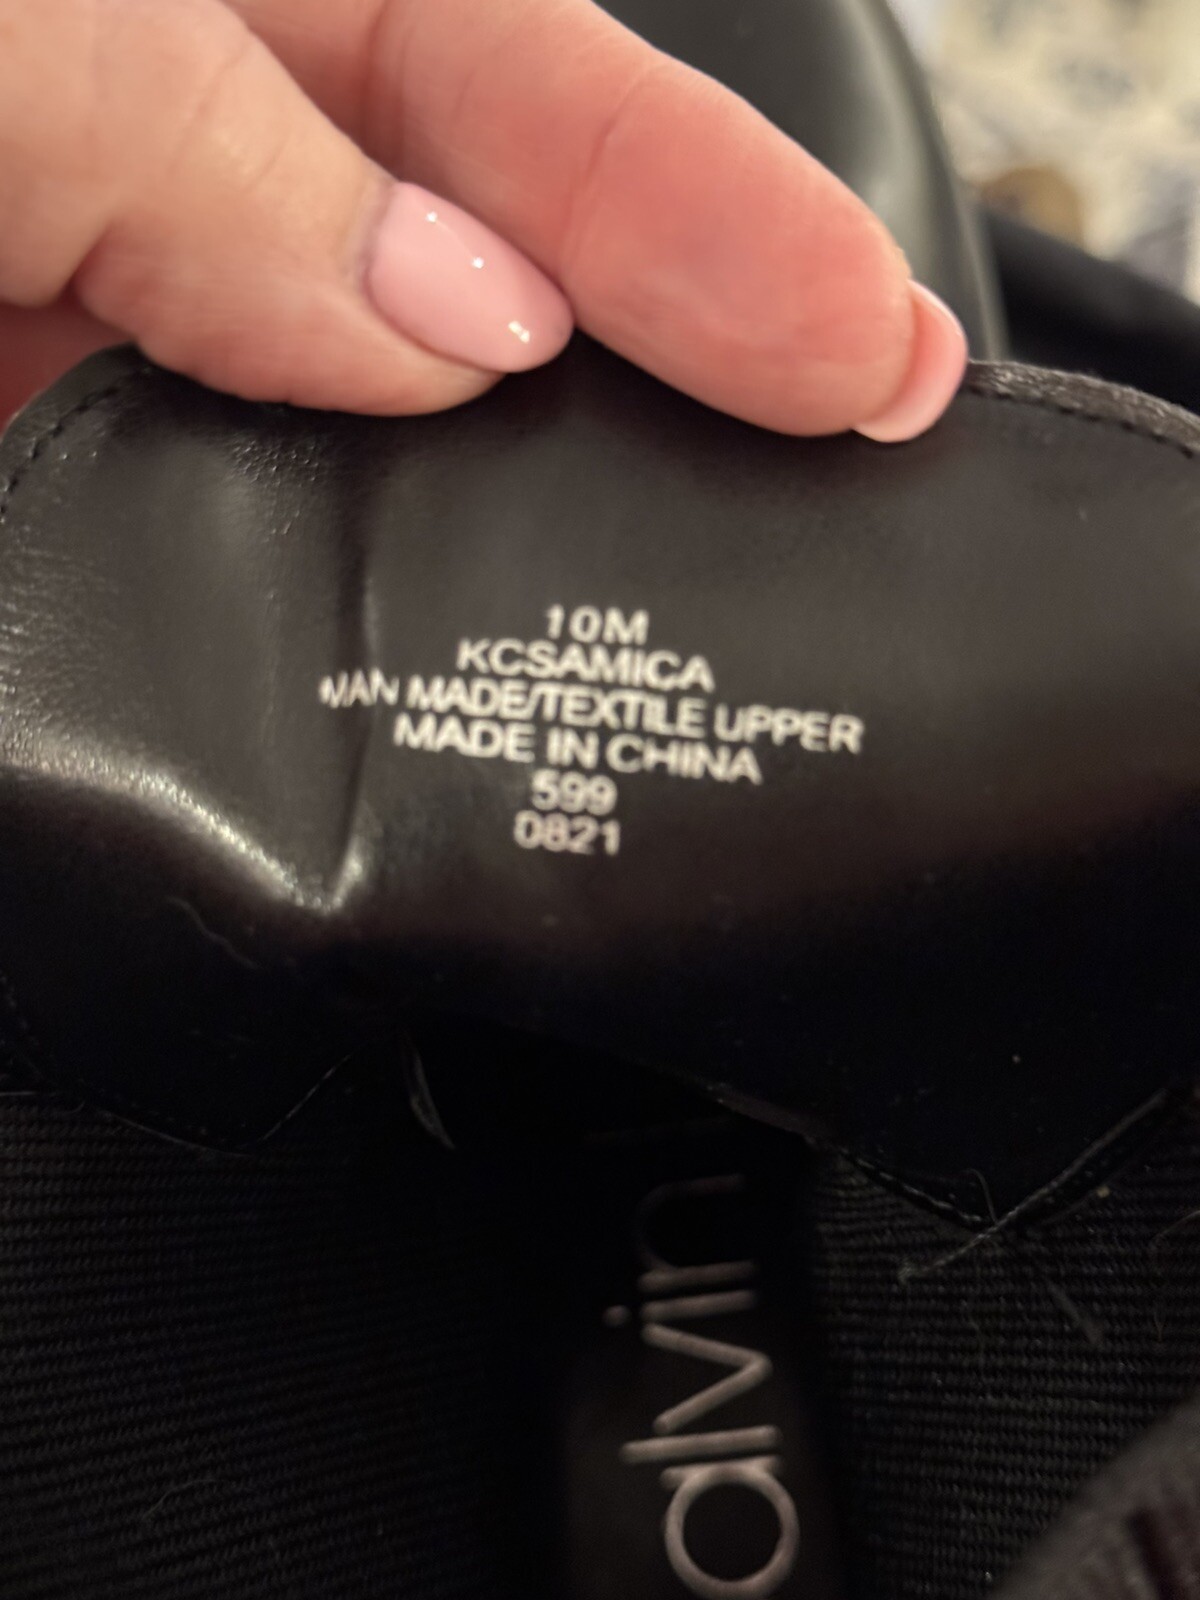 10M
KCSAMICA
MAN MADE/TEXTILE UPPER
MADE IN CHINA
599
0821
alvin